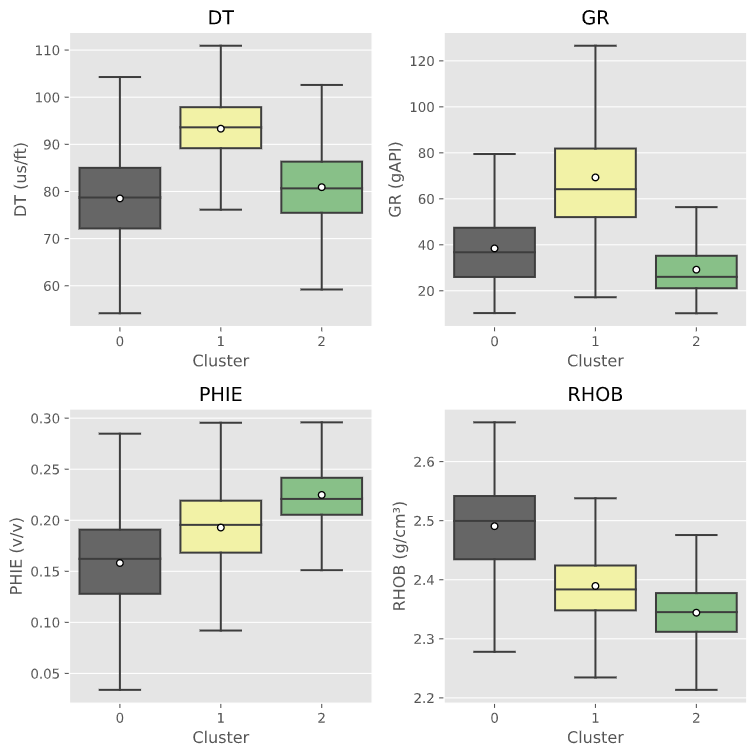 DT
GR
DT (us/ft)
110
100
90
80
70
60
0
1
2
Cluster
GR (gAPI)
120
100
80
60
40
20
0
1
2
Cluster
PHIE
RHOB
PHIE (v/v)
0.30
0.25
0.20
0.15
0.10
0.05
0
1
2
Cluster
RHOB (g/cm³)
2.6
2.5
2.4
2.3
2.2
0
1
2
Cluster